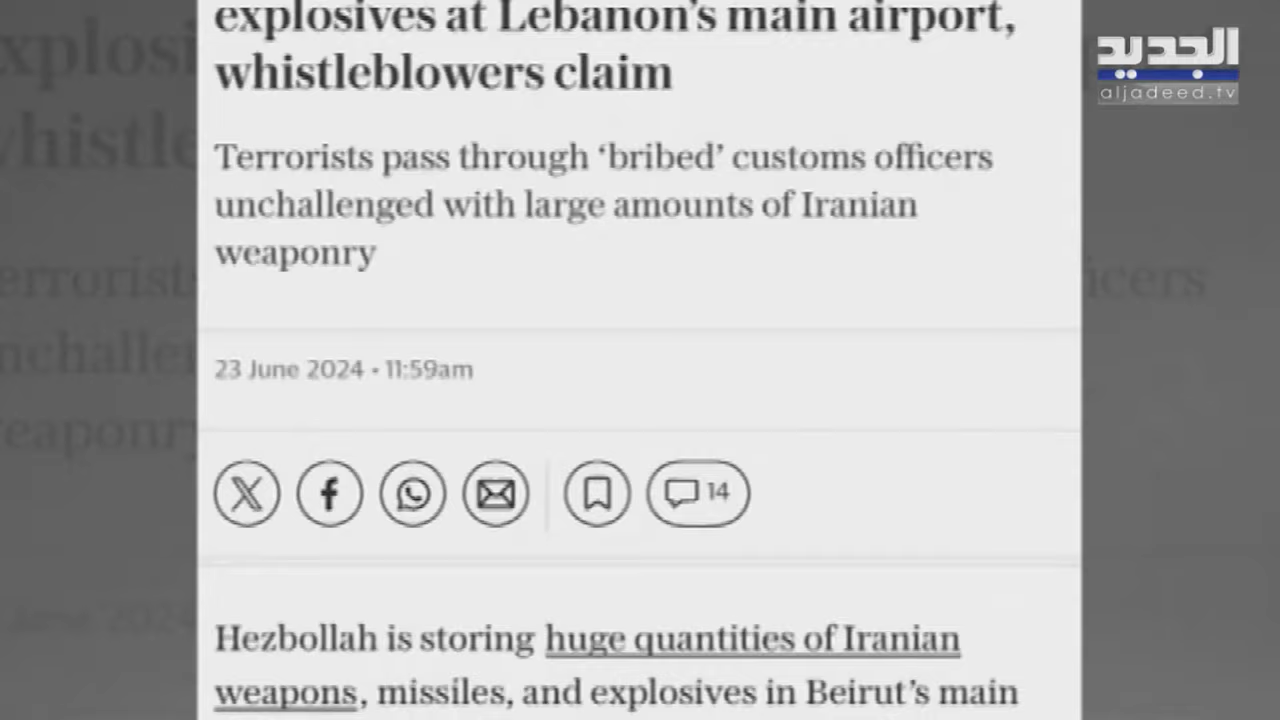 explosives at Lebanon's main airport,
whistleblowers claim
الجديد
aljadeed.tv
Terrorists pass through ‘bribed’ customs officers
unchallenged with large amounts of Iranian
weaponry
23 June 2024 • 11:59am
14
Hezbollah is storing huge quantities of Iranian
weapons, missiles, and explosives in Beirut's main